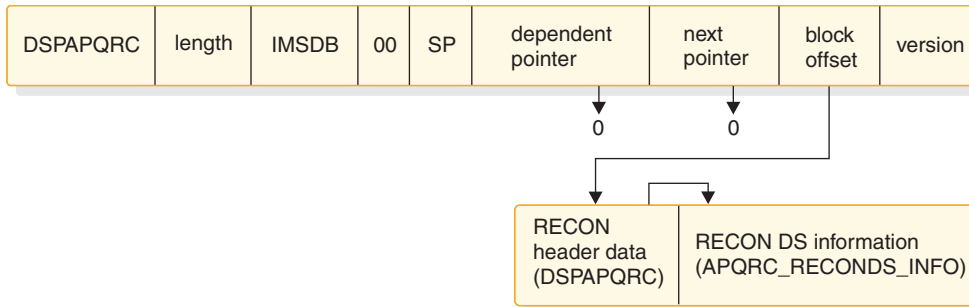 DSPAPQRC
length
IMSDB
00
SP
dependent
pointer
next
pointer
block
offset
version
0
0
RECON
header data
(DSPAPQRC)
RECON DS information
(APQRC_RECONDS_INFO)